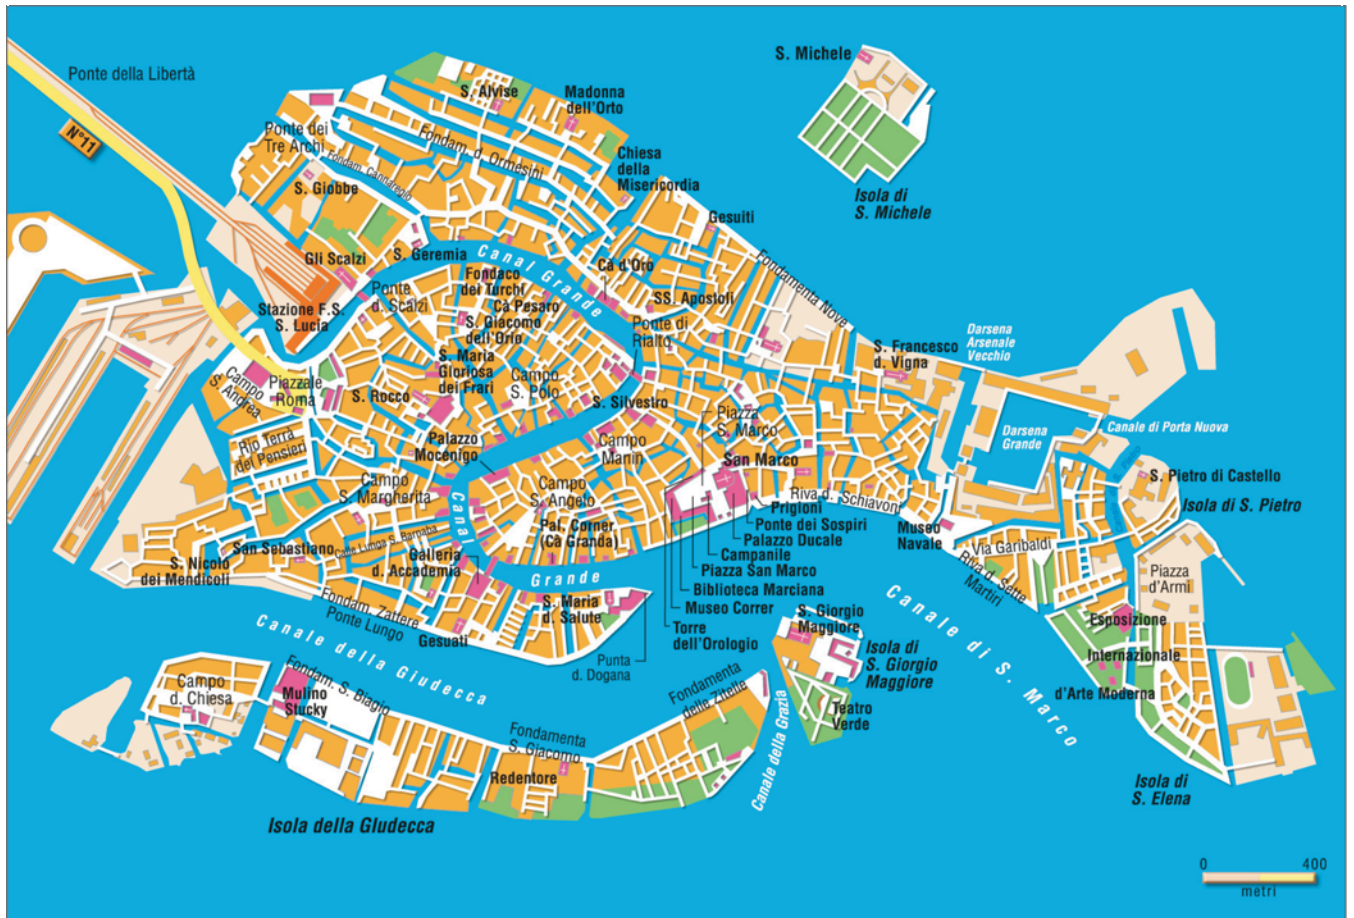 Ponte della Libertà
N°11
S. Michele
Isola di
S. Michele
S. Alvise
Madonna
dell'Orto
Ponte dei
Tre Archi
Fondam. d. Ormesini
Fondam. Cannaregio
Chiesa
della
Misericordia
S. Giobbe
Gesuiti
Gli Scalzi
S. Geremia
Canal Grande
Cà d'Oro
Fondamenta Nove
Fondaco
dei Turchi
Ponte
d. Scalzi
Cà Pesaro
SS. Apostoli
Stazione F.S.
S. Lucia
S. Giacomo
dell'Orio
Ponte di
Rialto
Darsena
Arsenale
Vecchio
S. Francesco
d. Vigna
S. Maria
Gloriosa
dei Frari
Campo
S. Polo
Campo
S. Andrea
Piazzale
Roma
S. Rocco
S. Silvestro
Piazza
S. Marco
Darsena
Grande
Canale di Porta Nuova
Rio Terrà
dei Pensieri
Palazzo
Mocenigo
Campo
Manin
San Marco
S. Pietro di Castello
Isola di S. Pietro
Campo
S. Margherita
Canal
Campo
S. Angelo
Riva d. Schiavoni
Prigioni
Ponte dei Sospiri
Palazzo Ducale
Campanile
Piazza San Marco
Biblioteca Marciana
Museo Correr
Torre
dell'Orologio
Museo
Navale
Via Garibaldi
Riva d. Sette
Martiri
Piazza
d'Armi
Pal. Corner
(Cà Granda)
San Sebastiano
Calle Lunga S. Barnaba
Galleria
d. Accademia
S. Nicolò
dei Mendicoli
Grande
Fondam. Zattere
Ponte Lungo
Gesuati
S. Maria
d. Salute
Punta
d. Dogana
S. Giorgio
Maggiore
Isola di
S. Giorgio
Maggiore
Canale di S. Marco
Esposizione
Internazionale
d'Arte Moderna
Canale della Giudecca
Campo
d. Chiesa
Fondam. S. Biagio
Mulino
Stucky
Fondamenta
delle Zitelle
Teatro
Verde
Canale della Grazia
Fondamenta
S. Giacomo
Redentore
Isola di
S. Elena
Isola della GIudecca
0 400
metri